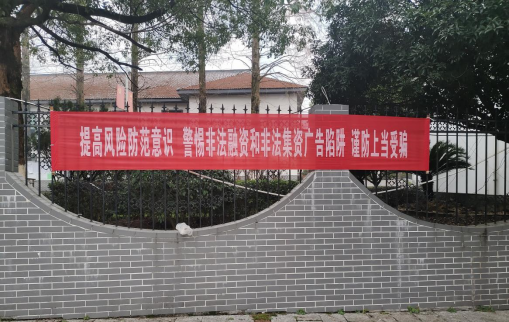 提高风险防范意识 警惕非法融资和非法集资广告陷阱 谨防上当受骗